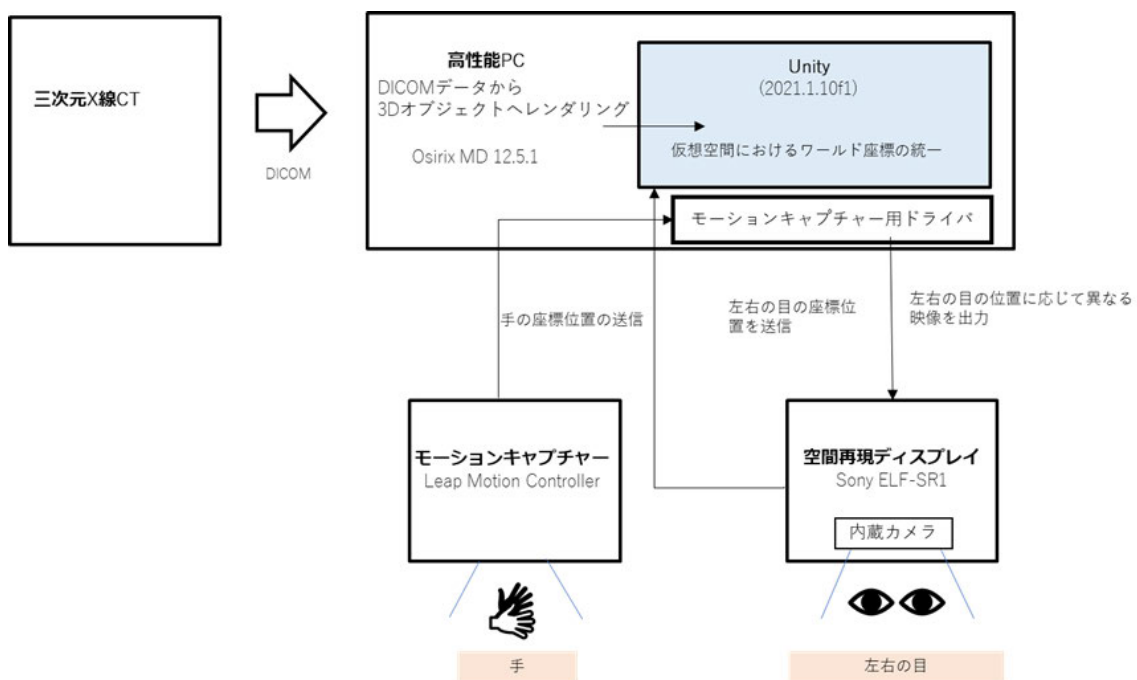 三次元X線CT
DICOM
高性能PC
DICOMデータから
3Dオブジェクトへレンダリング
Osirix MD 12.5.1
Unity
(2021.1.10f1)
仮想空間におけるワールド座標の統一
モーションキャプチャー用ドライバ
手の座標位置の送信
左右の目の座標位
置を送信
左右の目の位置に応じて異なる
映像を出力
モーションキャプチャー
Leap Motion Controller
空間再現ディスプレイ
Sony ELF-SR1
内蔵カメラ
手
左右の目